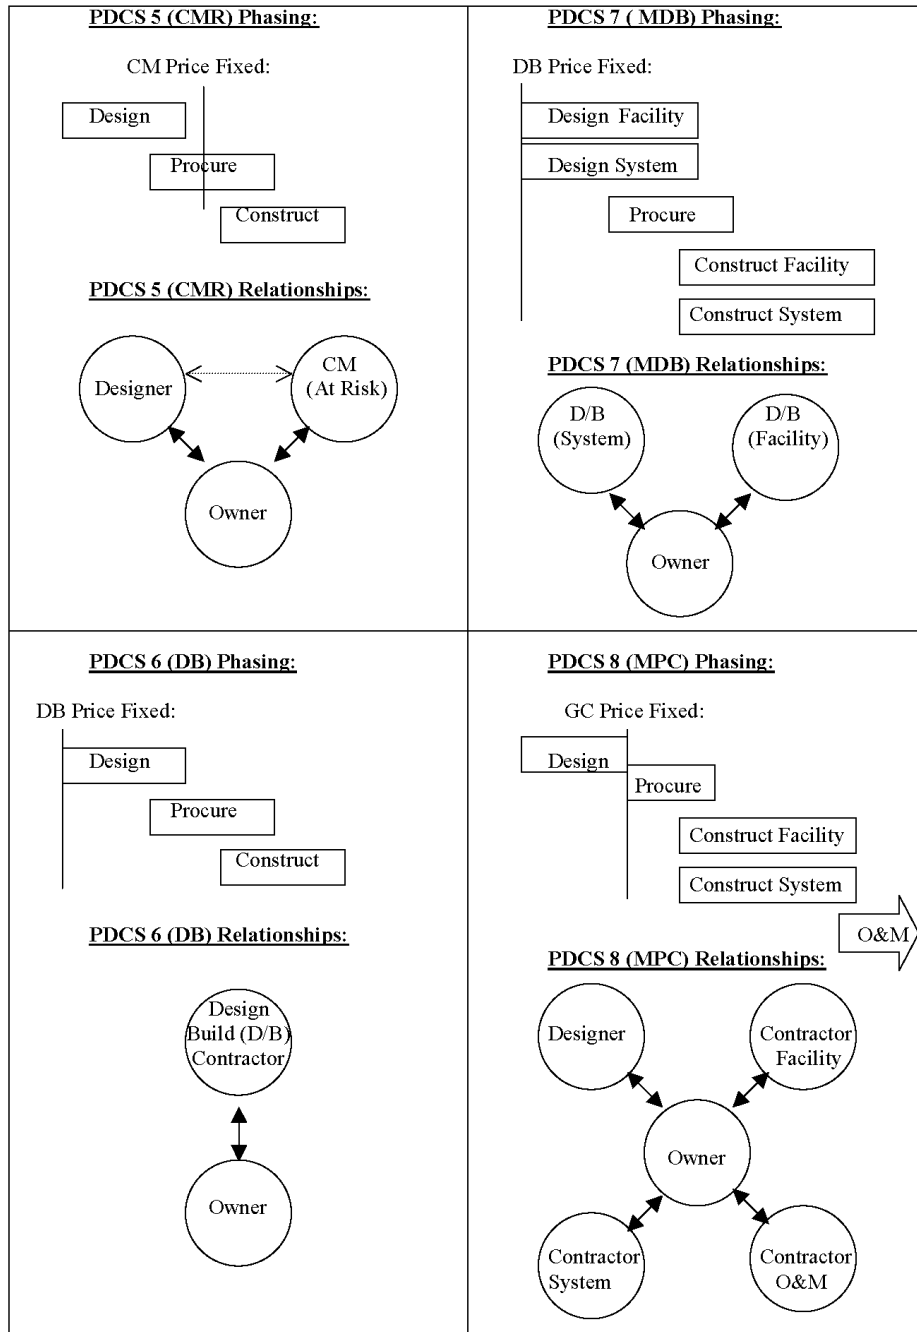 PDCS 5 (CMR) Phasing:
CM Price Fixed:
Design
Procure
Construct
PDCS 5 (CMR) Relationships:
Designer
CM
(At Risk)
Owner
PDCS 7 ( MDB) Phasing:
DB Price Fixed:
Design Facility
Design System
Procure
Construct Facility
Construct System
PDCS 7 (MDB) Relationships:
D/B
(System)
D/B
(Facility)
Owner
PDCS 6 (DB) Phasing:
DB Price Fixed:
Design
Procure
Construct
PDCS 6 (DB) Relationships:
Design
Build (D/B)
Contractor
Owner
PDCS 8 (MPC) Phasing:
GC Price Fixed:
Design
Procure
Construct Facility
Construct System
O&M
PDCS 8 (MPC) Relationships:
Designer
Contractor
Facility
Owner
Contractor
System
Contractor
O&M